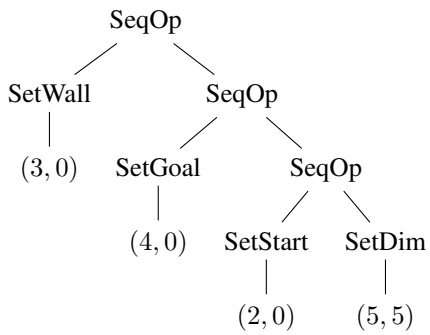 SeqOp
SetWall SeqOp
(3, 0) SetGoal SeqOp
(4, 0) SetStart SetDim
(2, 0) (5, 5)